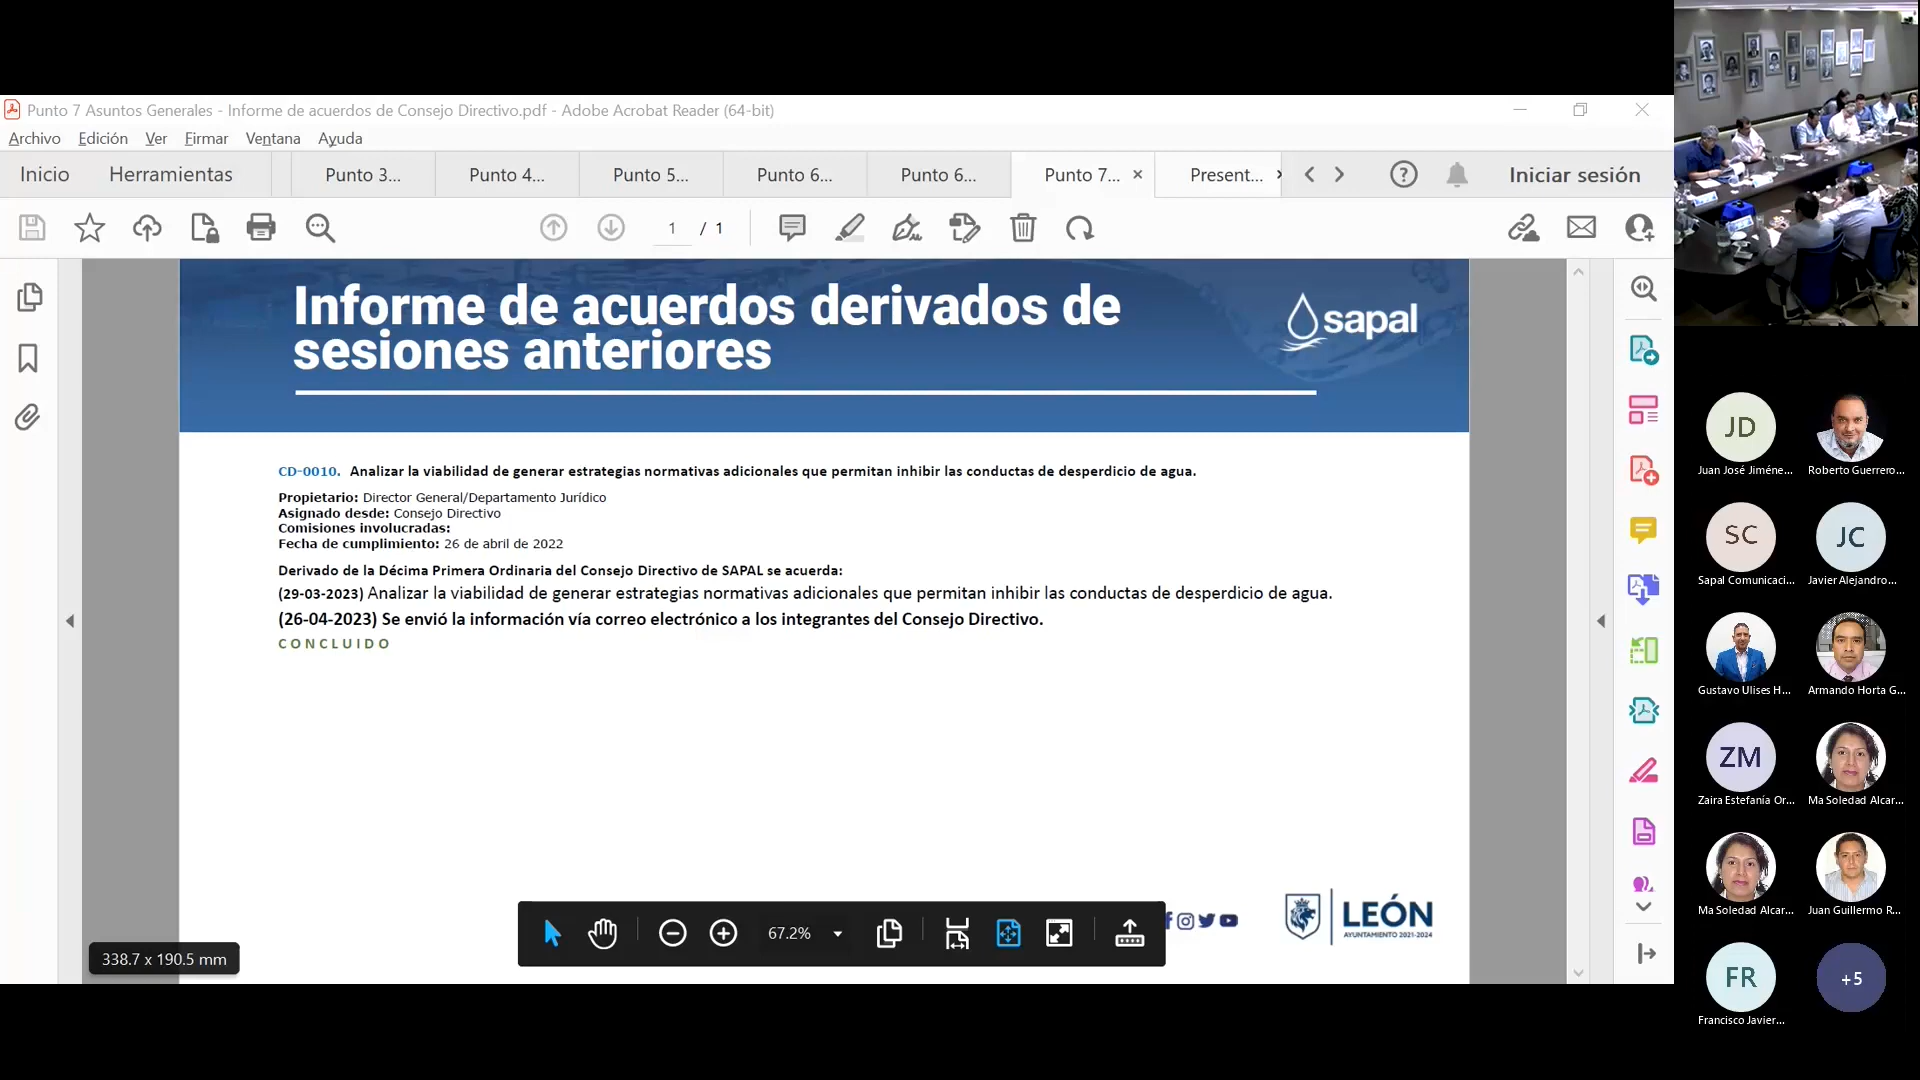 Punto 7 Asuntos Generales - Informe de acuerdos de Consejo Directivo.pdf - Adobe Acrobat Reader (64-bit)
Archivo Edición Ver Firmar Ventana Ayuda
Inicio Herramientas Punto 3... Punto 4... Punto 5... Punto 6... Punto 6... Punto 7... Present... Iniciar sesión
1 / 1
Informe de acuerdos derivados de
sesiones anteriores
sapal
CD-0010. Analizar la viabilidad de generar estrategias normativas adicionales que permitan inhibir las conductas de desperdicio de agua.
Propietario: Director General/Departamento Jurídico
Asignado desde: Consejo Directivo
Comisiones involucradas:
Fecha de cumplimiento: 26 de abril de 2022
Derivado de la Décima Primera Ordinaria del Consejo Directivo de SAPAL se acuerda:
(29-03-2023) Analizar la viabilidad de generar estrategias normativas adicionales que permitan inhibir las conductas de desperdicio de agua.
(26-04-2023) Se envió la información vía correo electrónico a los integrantes del Consejo Directivo.
CONCLUIDO
67.2%
LEÓN
AYUNTAMIENTO 2021-2024
338.7 x 190.5 mm
JD
Juan José Jiméne... Roberto Guerrero...
SC JC
Sapal Comunicaci... Javier Alejandro...
Gustavo Ulises H... Armando Horta G...
ZM
Zaira Estefanía Or... Ma Soledad Alcar...
Ma Soledad Alcar... Juan Guillermo R...
FR +5
Francisco Javier...